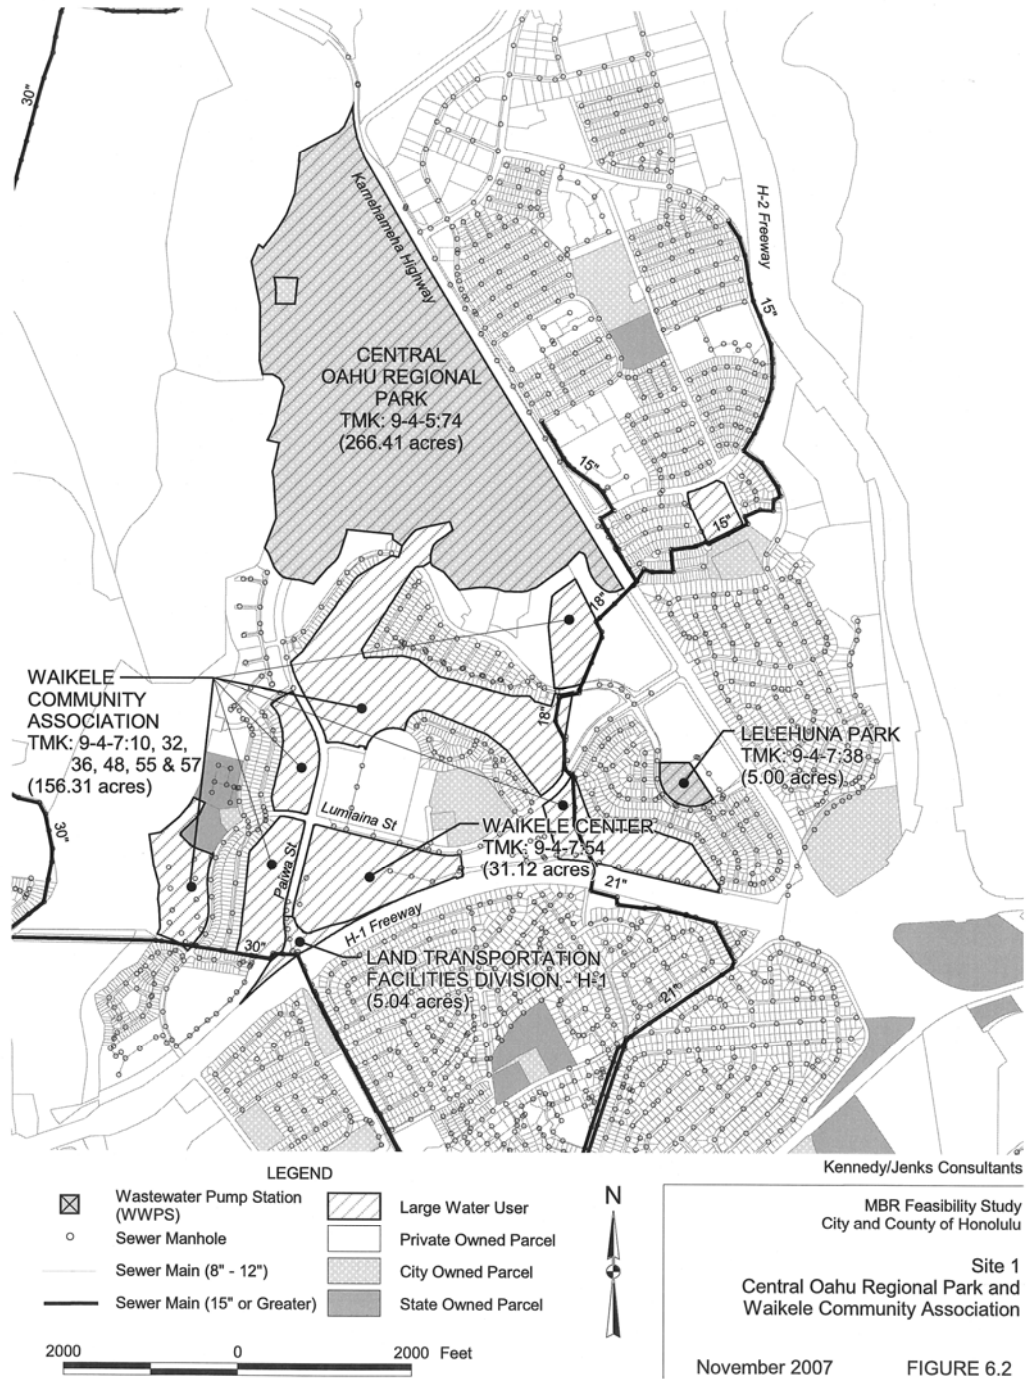 30"
Kamehameha Highway
H-2 Freeway
15"
CENTRAL
OAHU REGIONAL
PARK
TMK: 9-4-5:74
(266.41 acres)
15"
15"
18"
WAIKELE
COMMUNITY
ASSOCIATION
TMK: 9-4-7:10, 32,
36, 48, 55 & 57
(156.31 acres)
18"
LELEHUNA PARK
TMK: 9-4-7:38
(5.00 acres)
30"
Lumiaina St
WAIKELE CENTER
TMK: 9-4-7:54
(31.12 acres)
Paiwa St.
21"
H-1 Freeway
30"
LAND TRANSPORTATION
FACILITIES DIVISION - H-1
(5.04 acres)
21"
LEGEND
Wastewater Pump Station
(WWPS)
Sewer Manhole
Sewer Main (8" - 12")
Sewer Main (15" or Greater)
Large Water User
Private Owned Parcel
City Owned Parcel
State Owned Parcel
N
2000 0 2000 Feet
Kennedy/Jenks Consultants
MBR Feasibility Study
City and County of Honolulu
Site 1
Central Oahu Regional Park and
Waikele Community Association
November 2007 FIGURE 6.2